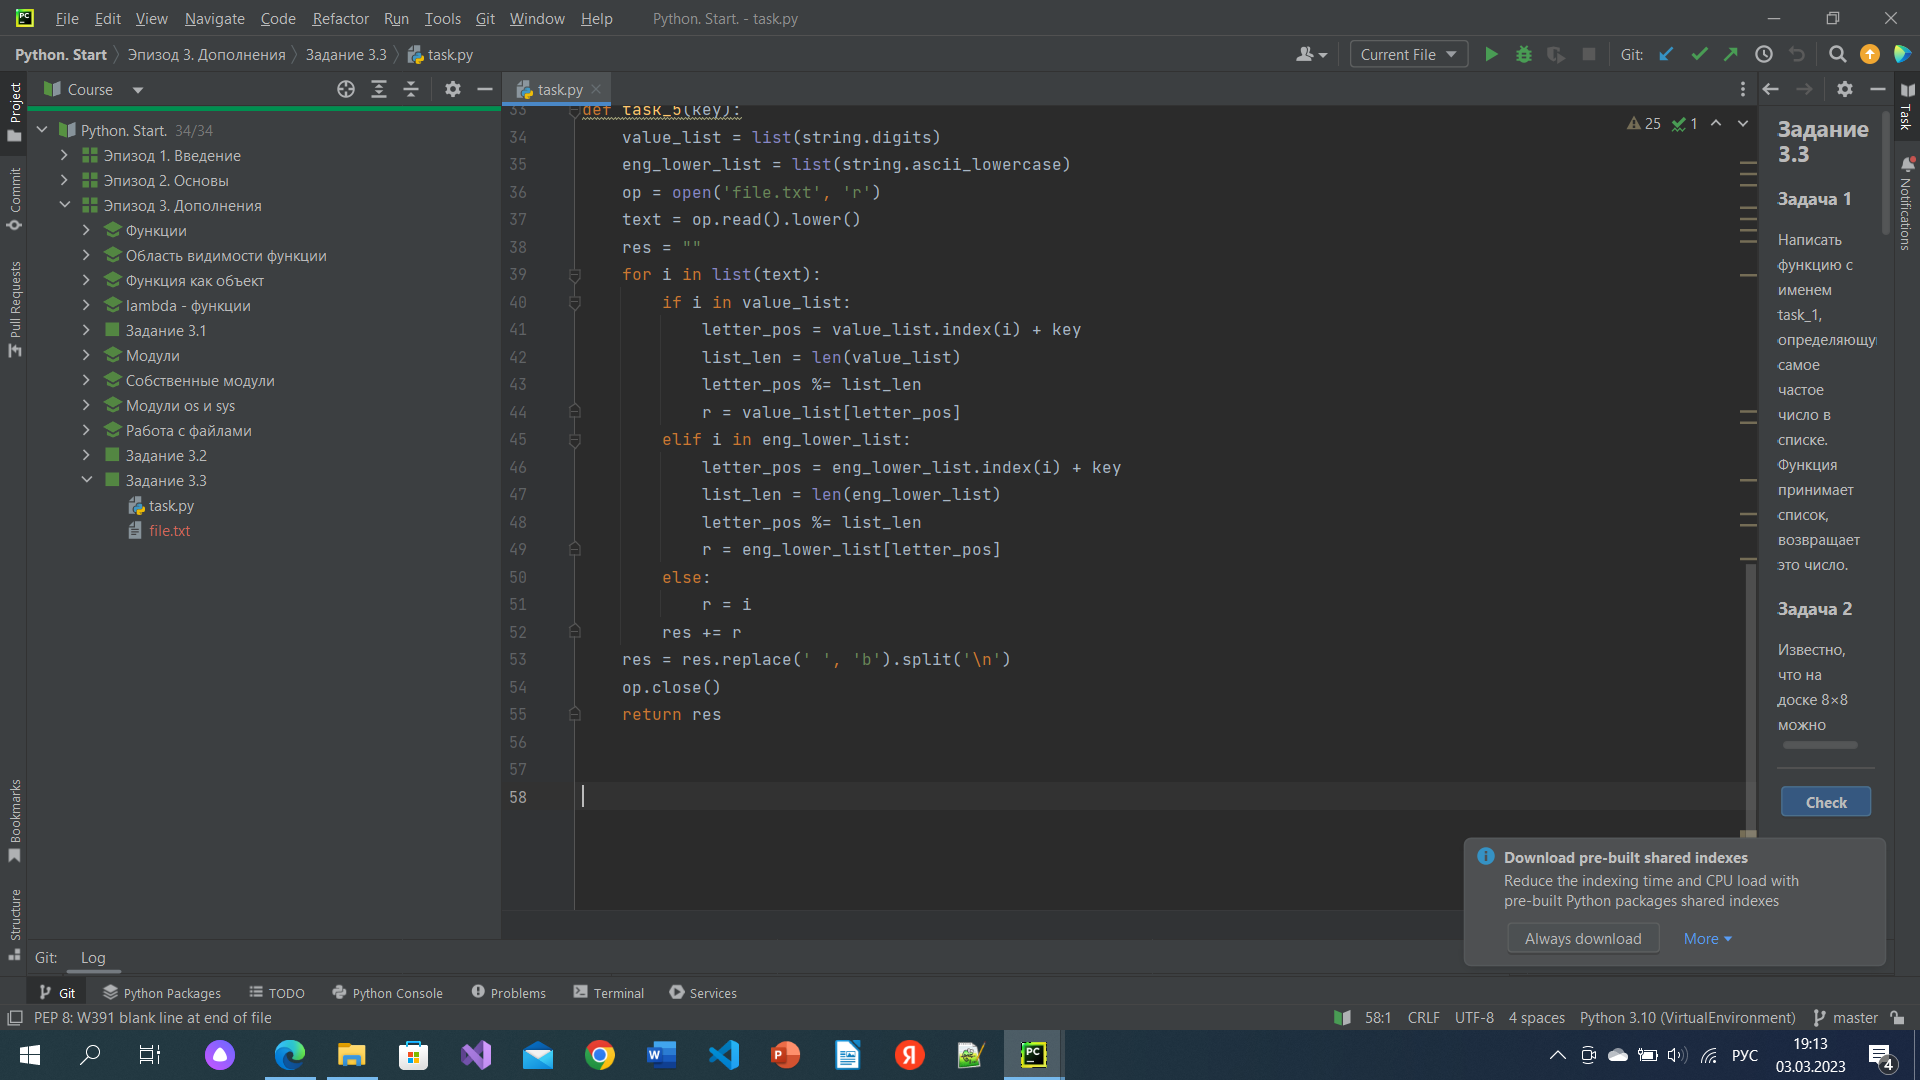 File Edit View Navigate Code Refactor Run Tools Git Window Help Python. Start. - task.py
Python. Start Эпизод 3. Дополнения Задание 3.3 task.py Current File Git:
Project
Commit
Pull Requests
Bookmarks
Structure
Course
Python. Start. 34/34
Эпизод 1. Введение
Эпизод 2. Основы
Эпизод 3. Дополнения
Функции
Область видимости функции
Функция как объект
lambda - функции
Задание 3.1
Модули
Собственные модули
Модули os и sys
Работа с файлами
Задание 3.2
Задание 3.3
task.py
file.txt
task.py
25 1
33 def task_5(key):
34 value_list = list(string.digits)
35 eng_lower_list = list(string.ascii_lowercase)
36 op = open('file.txt', 'r')
37 text = op.read().lower()
38 res = ""
39 for i in list(text):
40 if i in value_list:
41 letter_pos = value_list.index(i) + key
42 list_len = len(value_list)
43 letter_pos %= list_len
44 r = value_list[letter_pos]
45 elif i in eng_lower_list:
46 letter_pos = eng_lower_list.index(i) + key
47 list_len = len(eng_lower_list)
48 letter_pos %= list_len
49 r = eng_lower_list[letter_pos]
50 else:
51 r = i
52 res += r
53 res = res.replace(' ', 'b').split('\n')
54 op.close()
55 return res
56
57
58
Задание
3.3
Задача 1
Написать
функцию с
именем
task_1,
определяющу
самое
частое
число в
списке.
Функция
принимает
список,
возвращает
это число.
Задача 2
Известно,
что на
доске 8×8
можно
Check
Task
Notifications
Download pre-built shared indexes
Reduce the indexing time and CPU load with
pre-built Python packages shared indexes
Always download More
Git: Log
Git Python Packages TODO Python Console Problems Terminal Services
PEP 8: W391 blank line at end of file 58:1 CRLF UTF-8 4 spaces Python 3.10 (VirtualEnvironment) master
РУС
19:13
03.03.2023
4